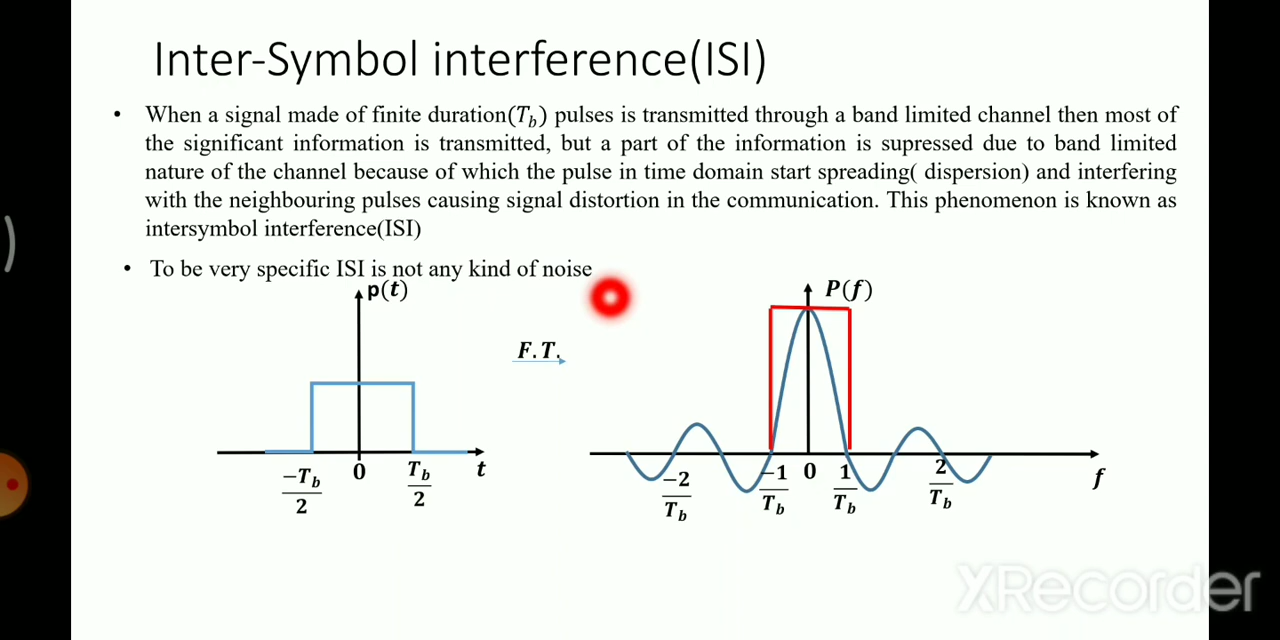 Inter-Symbol interference(ISI)
• When a signal made of finite duration(T_b) pulses is transmitted through a band limited channel then most of
the significant information is transmitted, but a part of the information is supressed due to band limited
nature of the channel because of which the pulse in time domain start spreading( dispersion) and interfering
with the neighbouring pulses causing signal distortion in the communication. This phenomenon is known as
intersymbol interference(ISI)
• To be very specific ISI is not any kind of noise
p(t)
P(f)
F.T.
−T_b/2
0
T_b/2
t
−2/T_b
−1/T_b
0
1/T_b
2/T_b
f
XRecorder